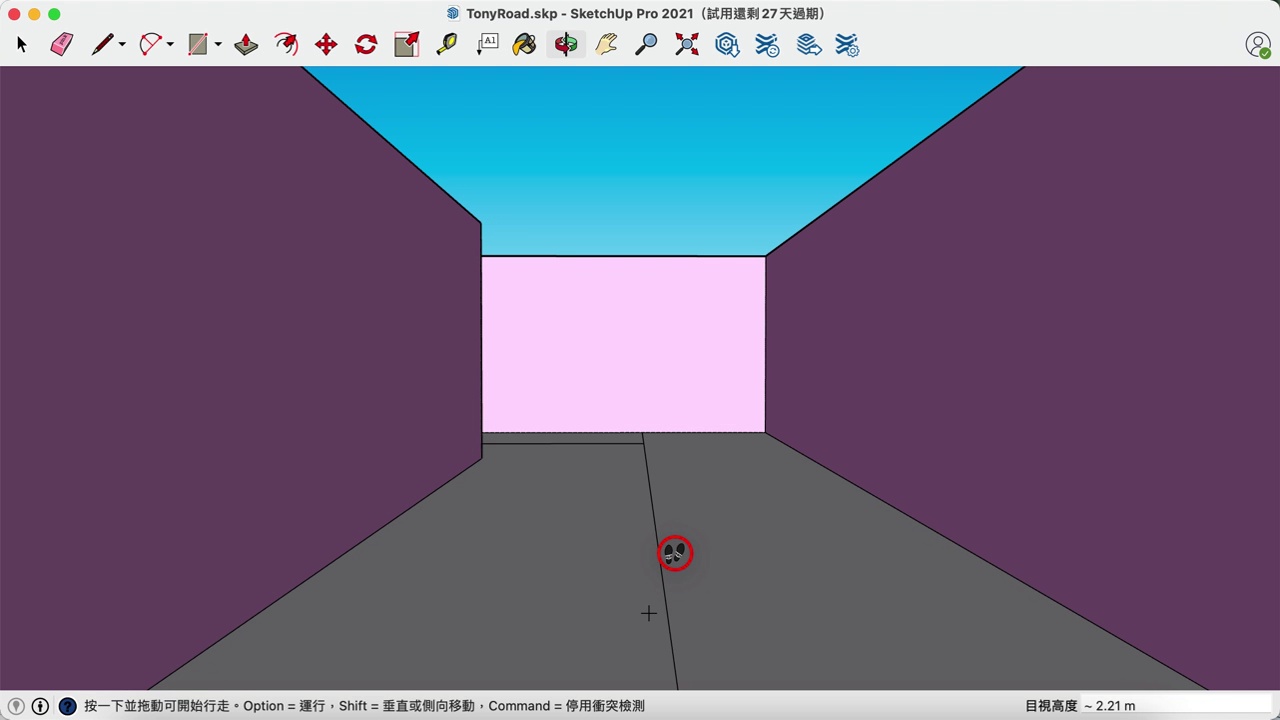 TonyRoad.skp - SketchUp Pro 2021（試用還剩 27 天過期）
A1
按一下並拖動可開始行走。Option = 運行，Shift = 垂直或側向移動，Command = 停用衝突檢測
目視高度 ~ 2.21 m